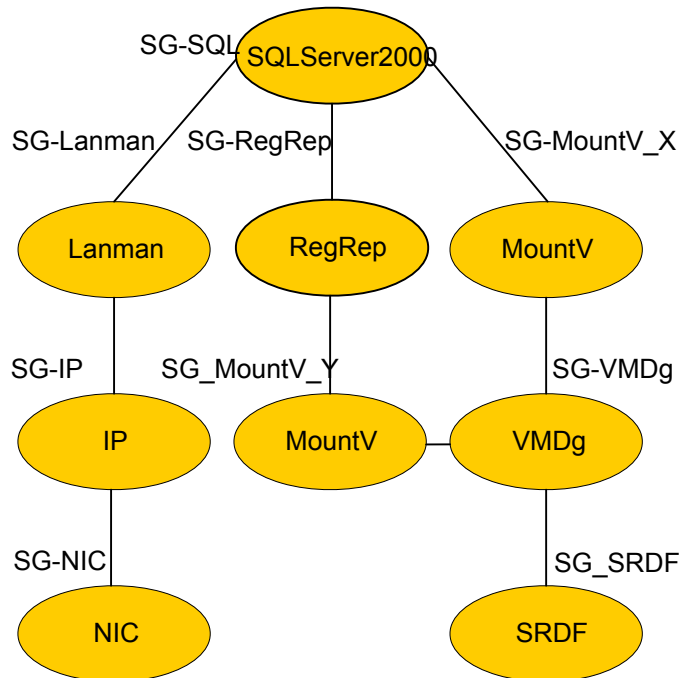 SG-SQL
SQLServer2000
SG-Lanman
SG-RegRep
SG-MountV_X
Lanman
RegRep
MountV
SG-IP
SG_MountV_Y
SG-VMDg
IP
MountV
VMDg
SG-NIC
SG_SRDF
NIC
SRDF